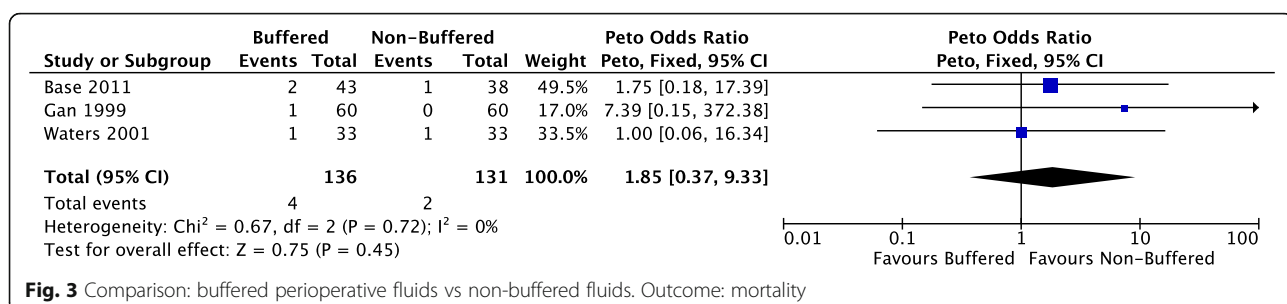 Buffered Non-Buffered Peto Odds Ratio Peto Odds Ratio
Study or Subgroup Events Total Events Total Weight Peto, Fixed, 95% CI Peto, Fixed, 95% CI
Base 2011 2 43 1 38 49.5% 1.75 [0.18, 17.39]
Gan 1999 1 60 0 60 17.0% 7.39 [0.15, 372.38]
Waters 2001 1 33 1 33 33.5% 1.00 [0.06, 16.34]
Total (95% CI) 136 131 100.0% 1.85 [0.37, 9.33]
Total events 4 2
Heterogeneity: Chi² = 0.67, df = 2 (P = 0.72); I² = 0%
Test for overall effect: Z = 0.75 (P = 0.45)
0.01 0.1 1 10 100
Favours Buffered Favours Non-Buffered
Fig. 3 Comparison: buffered perioperative fluids vs non-buffered fluids. Outcome: mortality